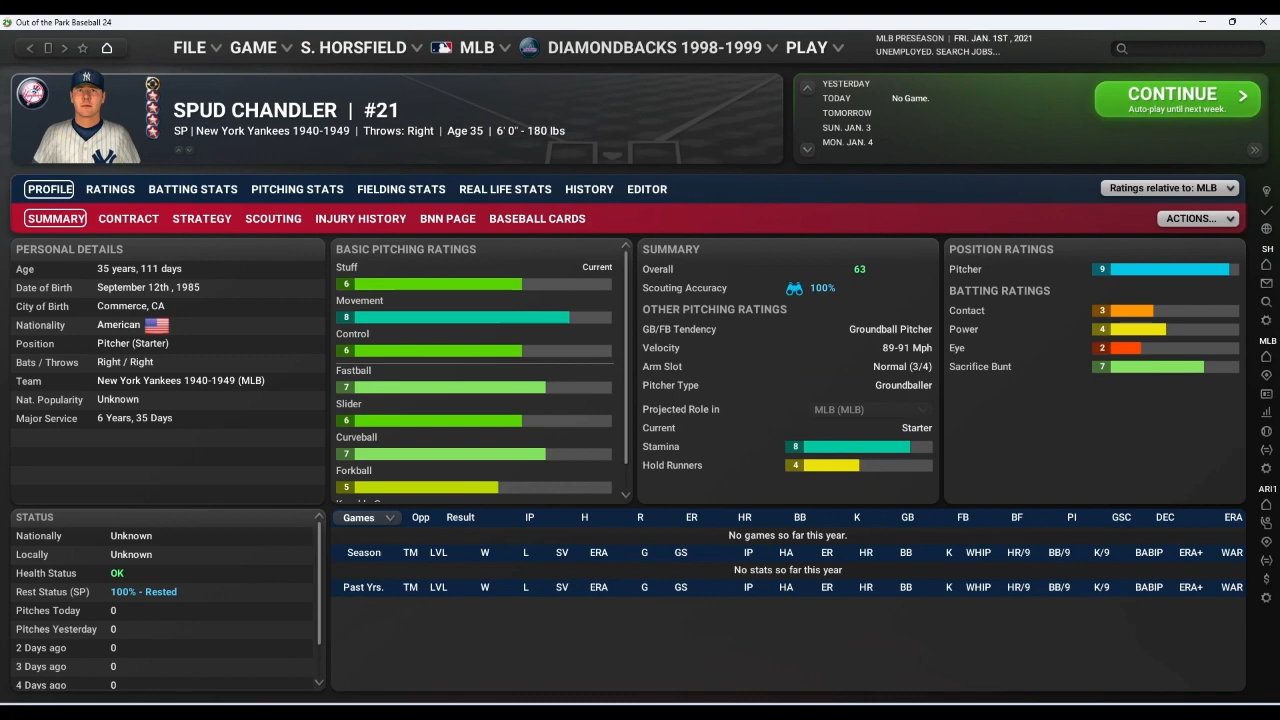 Out of the Park Baseball 24
FILE GAME S. HORSFIELD MLB DIAMONDBACKS 1998-1999 PLAY
MLB PRESEASON | FRI. JAN. 1ST , 2021
UNEMPLOYED. SEARCH JOBS...
SPUD CHANDLER | #21
SP | New York Yankees 1940-1949 | Throws: Right | Age 35 | 6' 0" - 180 lbs
YESTERDAY
TODAY No Game.
TOMORROW
SUN. JAN. 3
MON. JAN. 4
CONTINUE
Auto-play until next week.
PROFILE RATINGS BATTING STATS PITCHING STATS FIELDING STATS REAL LIFE STATS HISTORY EDITOR
Ratings relative to: MLB
SUMMARY CONTRACT STRATEGY SCOUTING INJURY HISTORY BNN PAGE BASEBALL CARDS
ACTIONS...
PERSONAL DETAILS
Age 35 years, 111 days
Date of Birth September 12th , 1985
City of Birth Commerce, CA
Nationality American
Position Pitcher (Starter)
Bats / Throws Right / Right
Team New York Yankees 1940-1949 (MLB)
Nat. Popularity Unknown
Major Service 6 Years, 35 Days
BASIC PITCHING RATINGS
Stuff Current
6
Movement
8
Control
6
Fastball
7
Slider
6
Curveball
7
Forkball
5
SUMMARY
Overall 63
Scouting Accuracy 100%
OTHER PITCHING RATINGS
GB/FB Tendency Groundball Pitcher
Velocity 89-91 Mph
Arm Slot Normal (3/4)
Pitcher Type Groundballer
Projected Role in MLB (MLB)
Current Starter
Stamina 8
Hold Runners 4
POSITION RATINGS
Pitcher 9
BATTING RATINGS
Contact 3
Power 4
Eye 2
Sacrifice Bunt 7
SH
MLB
ARI1
STATUS
Nationally Unknown
Locally Unknown
Health Status OK
Rest Status (SP) 100% - Rested
Pitches Today 0
Pitches Yesterday 0
2 Days ago 0
3 Days ago 0
4 Days ago 0
Games Opp Result IP H R ER HR BB K GB FB BF PI GSC DEC ERA
No games so far this year.
Season TM LVL W L SV ERA G GS IP HA ER HR BB K WHIP HR/9 BB/9 K/9 BABIP ERA+ WAR
No stats so far this year
Past Yrs. TM LVL W L SV ERA G GS IP HA ER HR BB K WHIP HR/9 BB/9 K/9 BABIP ERA+ WAR